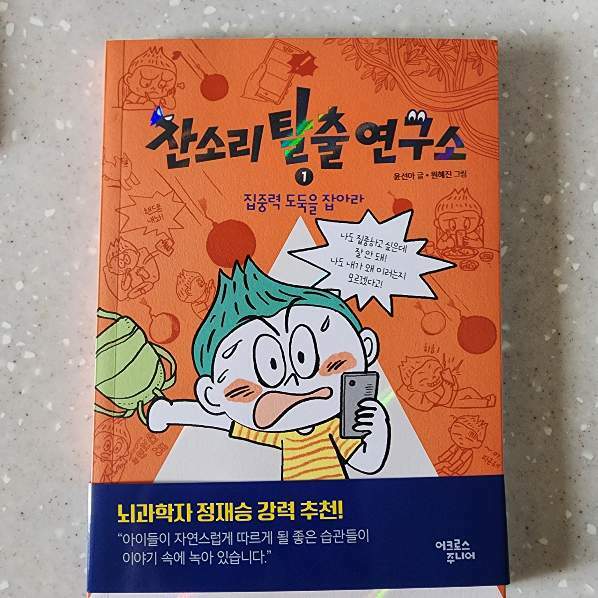 잔소리 탈출 연구소
1
윤선아 글 • 원혜진 그림
집중력 도둑을 잡아라
나도 집중하고 싶은데
잘 안 돼!
나도 내가 왜 이러는지
모르겠다고!
히히
뇌과학자 정재승 강력 추천!
“아이들이 자연스럽게 따르게 될 좋은 습관들이
이야기 속에 녹아 있습니다.”
어크로스
주니어